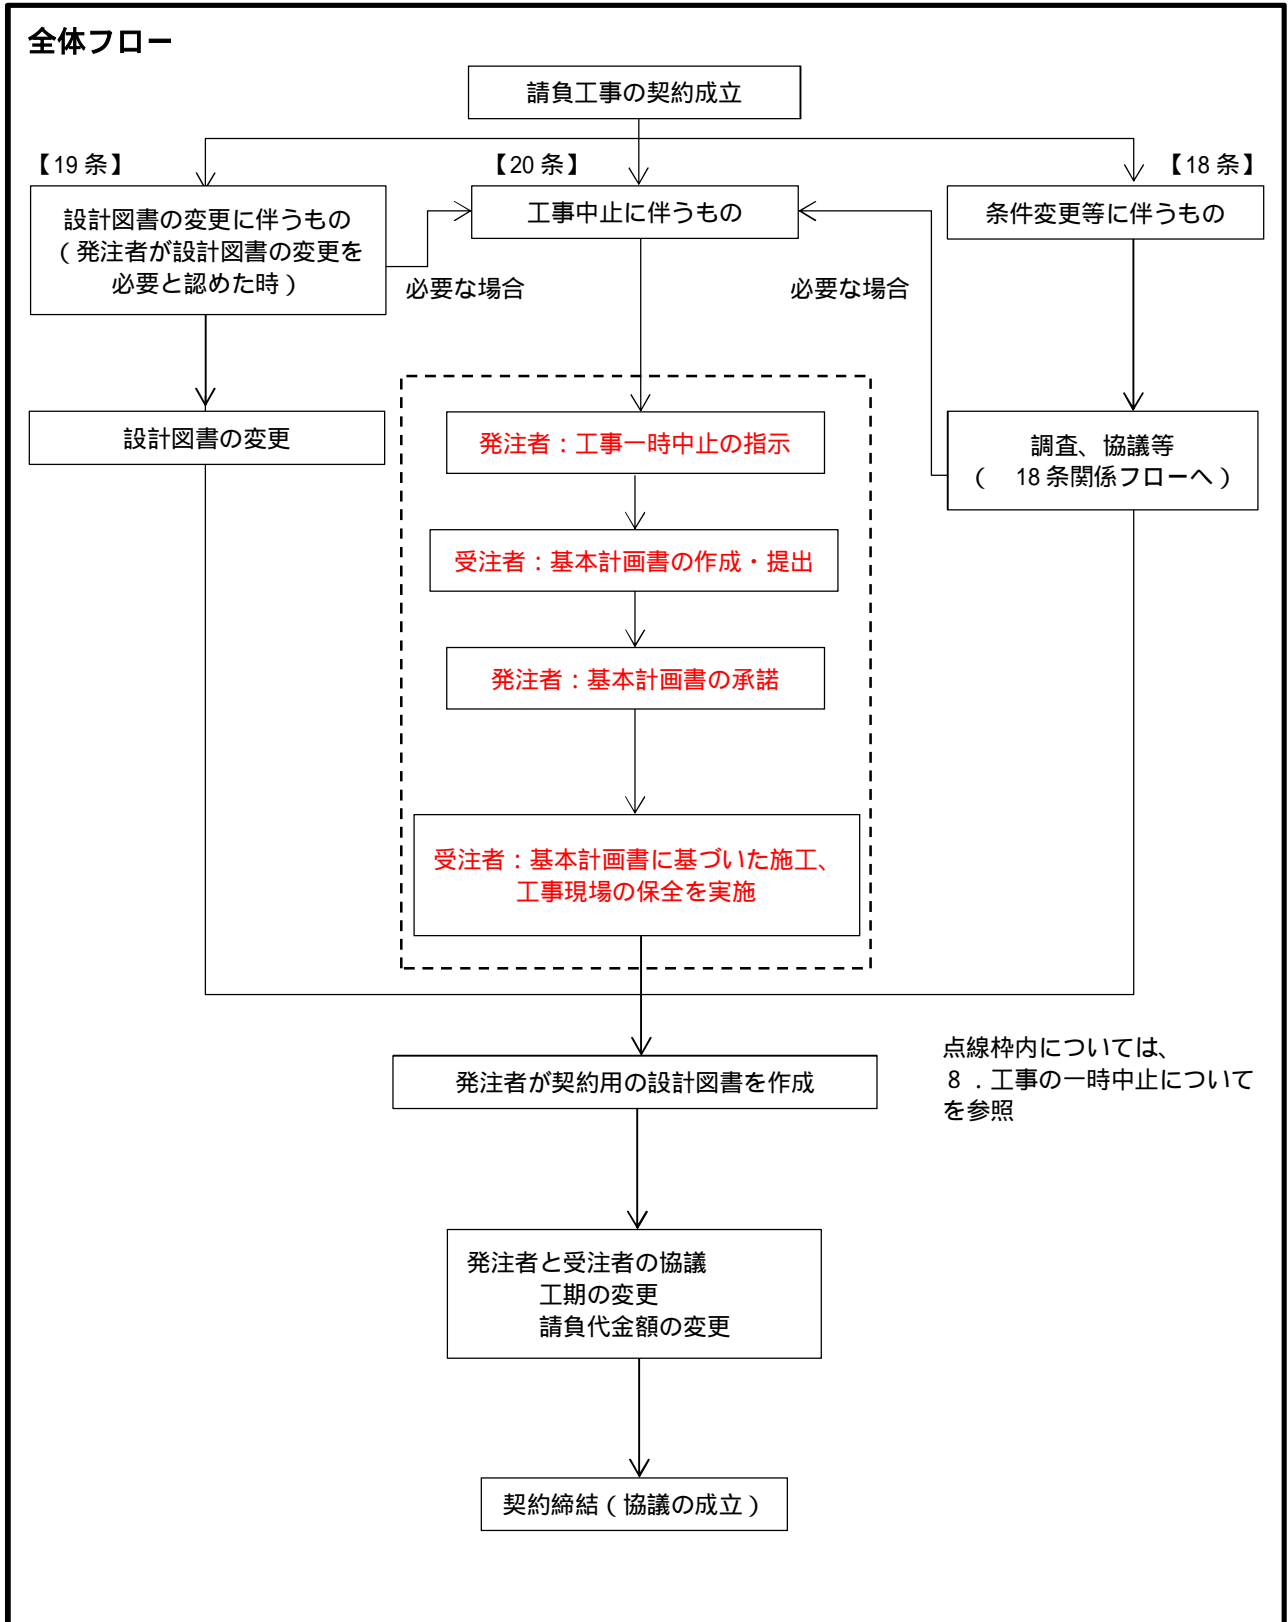 全体フロー
請負工事の契約成立
【19条】
【20条】
【18条】
設計図書の変更に伴うもの
（発注者が設計図書の変更を
必要と認めた時）
工事中止に伴うもの
条件変更等に伴うもの
必要な場合
必要な場合
設計図書の変更
発注者：工事一時中止の指示
調査、協議等
（　18条関係フローへ）
受注者：基本計画書の作成・提出
発注者：基本計画書の承諾
受注者：基本計画書に基づいた施工、
工事現場の保全を実施
点線枠内については、
８．工事の一時中止について
を参照
発注者が契約用の設計図書を作成
発注者と受注者の協議
工期の変更
請負代金額の変更
契約締結（協議の成立）